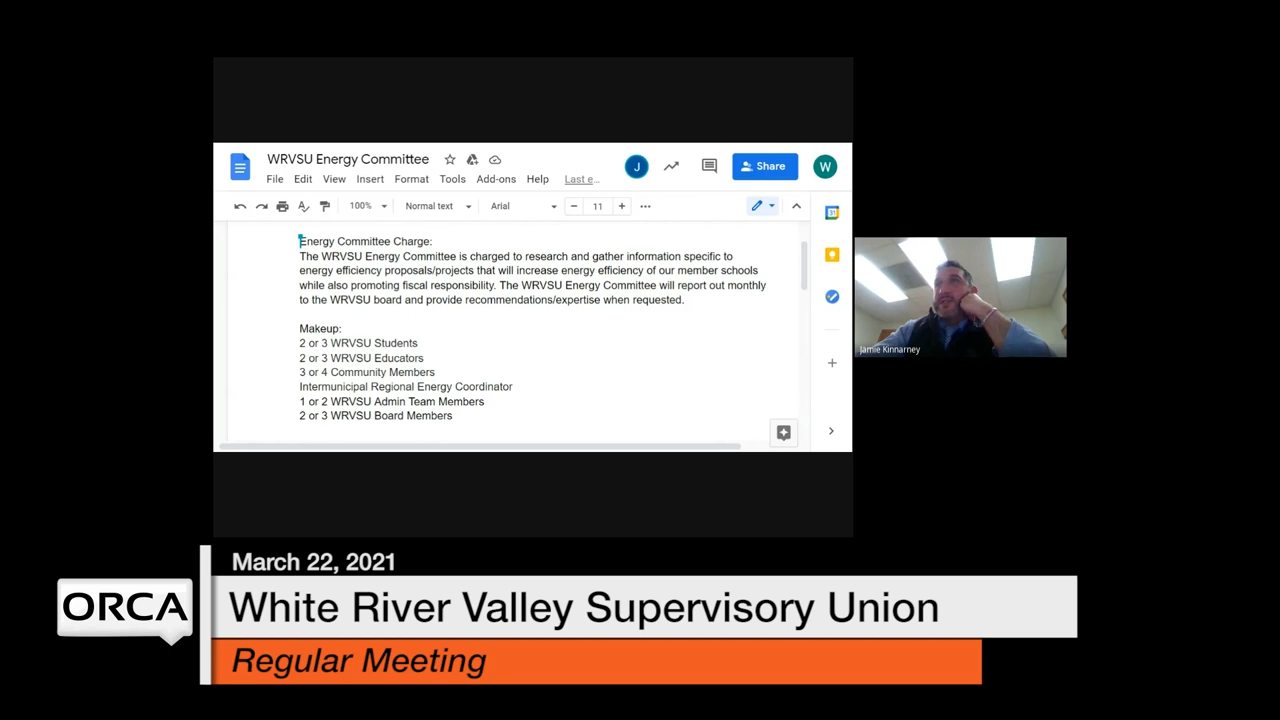 WRVSU Energy Committee
J
Share
W
File Edit View Insert Format Tools Add-ons Help Last e...
100% Normal text Arial 11
31
Energy Committee Charge:
The WRVSU Energy Committee is charged to research and gather information specific to
energy efficiency proposals/projects that will increase energy efficiency of our member schools
while also promoting fiscal responsibility. The WRVSU Energy Committee will report out monthly
to the WRVSU board and provide recommendations/expertise when requested.
Makeup:
2 or 3 WRVSU Students
2 or 3 WRVSU Educators
3 or 4 Community Members
Intermunicipal Regional Energy Coordinator
1 or 2 WRVSU Admin Team Members
2 or 3 WRVSU Board Members
Jamie Kinnarney
March 22, 2021
ORCA
White River Valley Supervisory Union
Regular Meeting